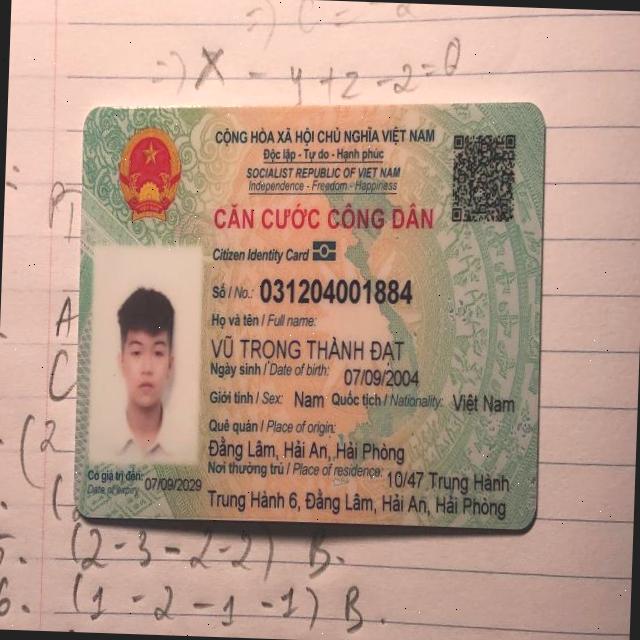 =) X - y + z - 2 = 0
CỘNG HÒA XÃ HỘI CHỦ NGHĨA VIỆT NAM
Độc lập - Tự do - Hạnh phúc
SOCIALIST REPUBLIC OF VIET NAM
Independence - Freedom - Happiness
CĂN CƯỚC CÔNG DÂN
Citizen Identity Card
Số / No.: 031204001884
Họ và tên / Full name:
VŨ TRỌNG THÀNH ĐẠT
Ngày sinh / Date of birth: 07/09/2004
Giới tính / Sex: Nam Quốc tịch / Nationality: Việt Nam
Quê quán / Place of origin:
Đằng Lâm, Hải An, Hải Phòng
Nơi thường trú / Place of residence: 10/47 Trung Hành
Trung Hành 6, Đằng Lâm, Hải An, Hải Phòng
Có giá trị đến: 07/09/2029
Date of expiry
5. (2 - 3 - 2 - 2) B.
6. (1 - 2 - 1 - 1) B.